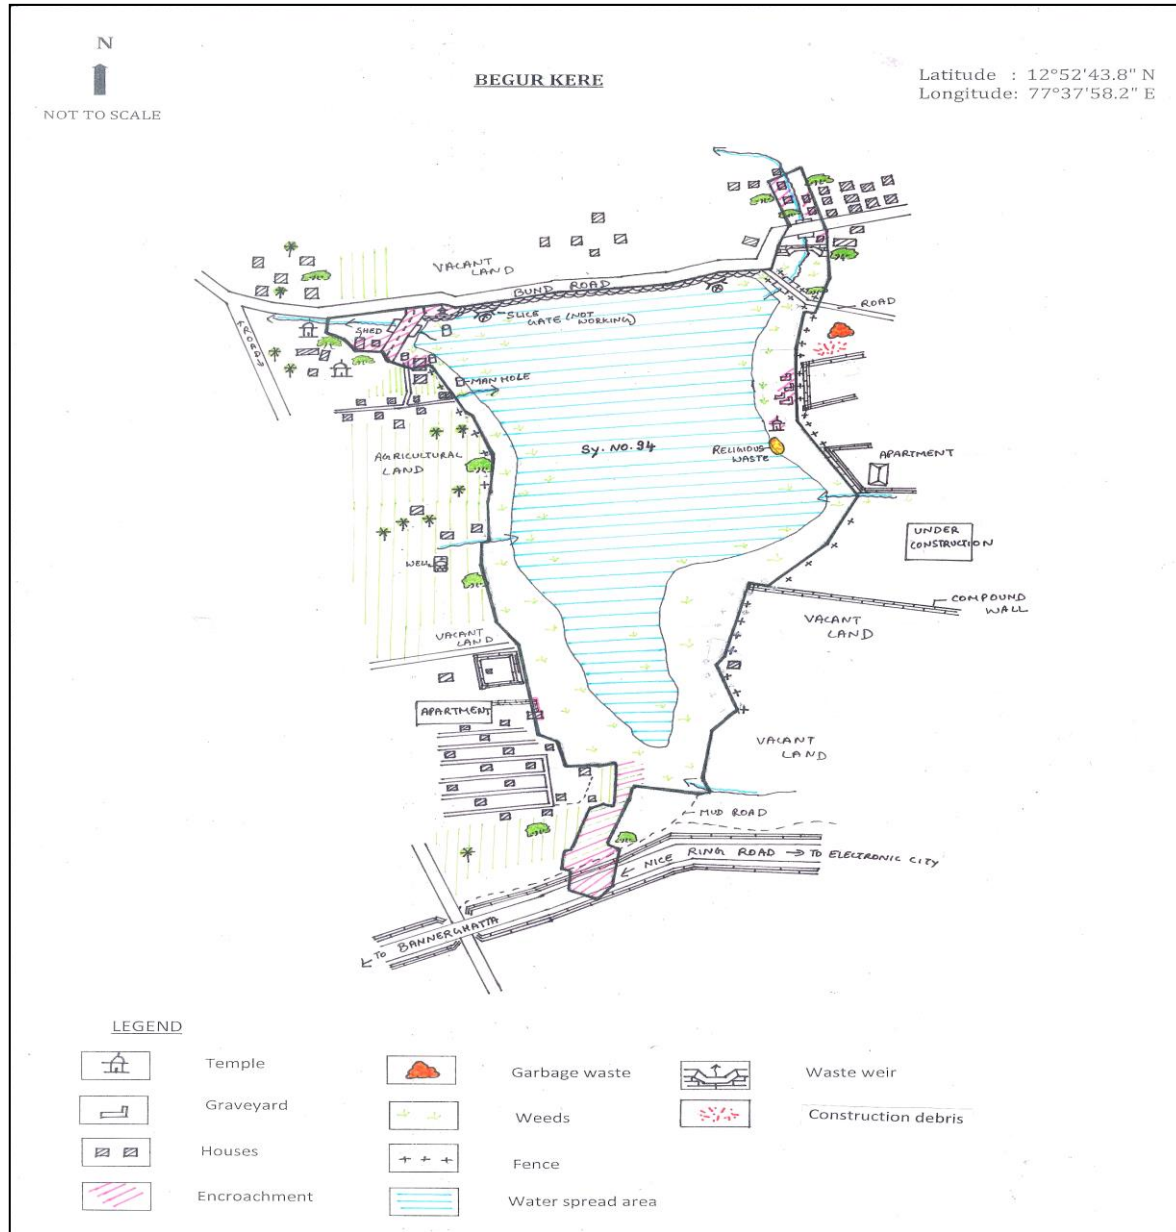 N
NOT TO SCALE
BEGUR KERE
Latitude : 12°52'43.8" N
Longitude: 77°37'58.2" E
VACANT
LAND
BUND ROAD
ROAD
SLUCE
GATE (NOT
WORKING)
SHED
ROAD
MAN HOLE
Sy. NO. 94
RELIGIOUS
WASTE
APARTMENT
AGRICULTURAL
LAND
UNDER
CONSTRUCTION
WELL
COMPOUND
WALL
VACANT
LAND
VACANT
LAND
APARTMENT
VACANT
LAND
MUD ROAD
NICE RING ROAD → TO ELECTRONIC CITY
TO BANNERGHATTA
LEGEND
Temple
Garbage waste
Waste weir
Graveyard
Weeds
Construction debris
Houses
Fence
Encroachment
Water spread area